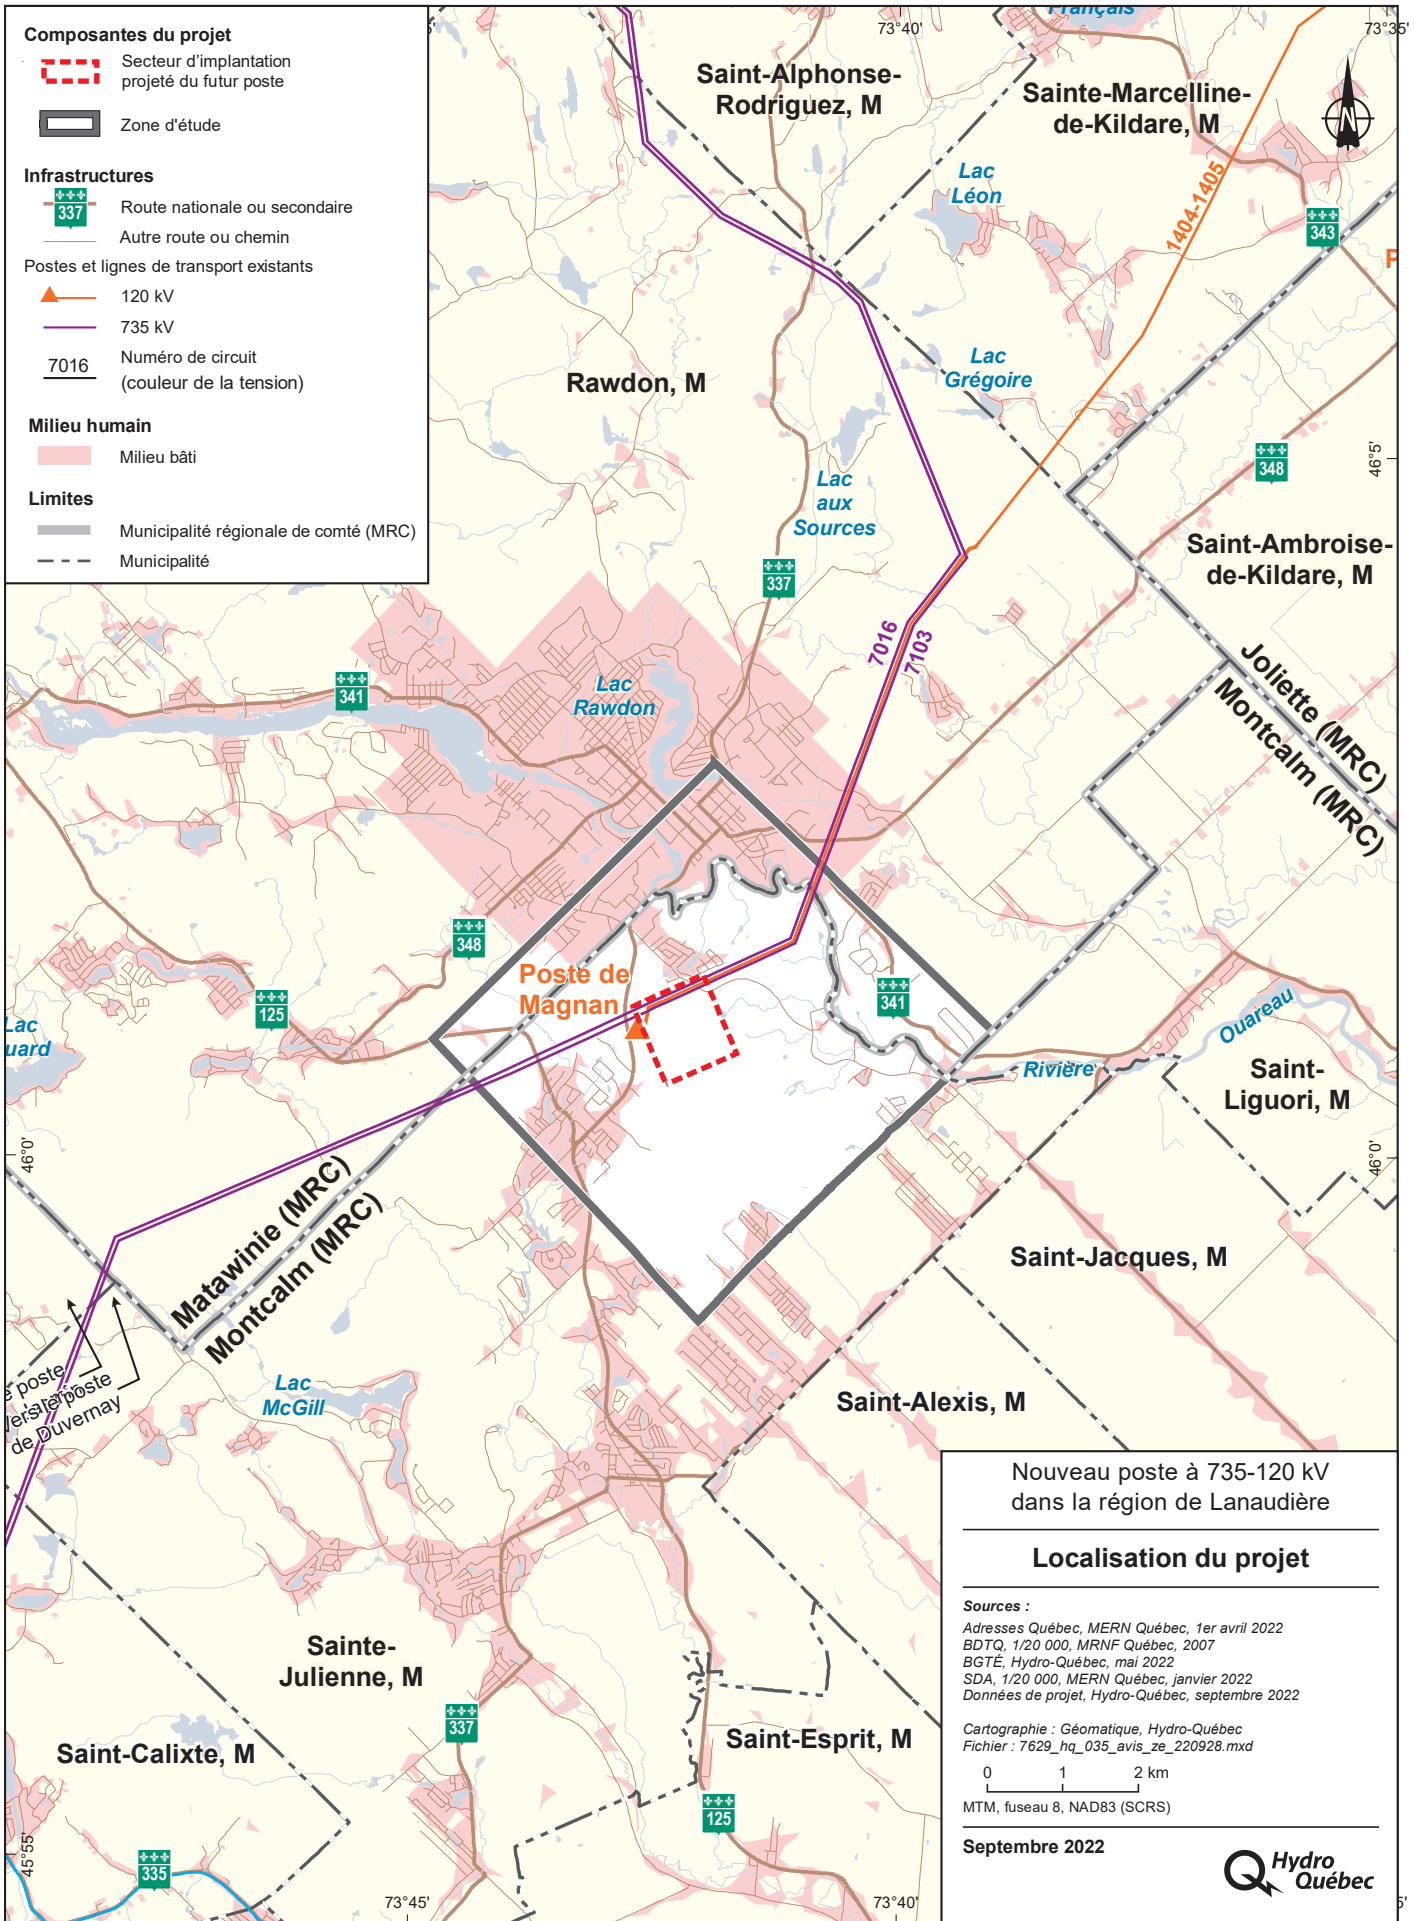 Composantes du projet
Secteur d'implantation
projeté du futur poste
Zone d'étude
Infrastructures
337
Route nationale ou secondaire
Autre route ou chemin
Postes et lignes de transport existants
120 kV
735 kV
7016
Numéro de circuit
(couleur de la tension)
Milieu humain
Milieu bâti
Limites
Municipalité régionale de comté (MRC)
Municipalité
73°40'
73°35'
Français
Saint-Alphonse-
Rodriguez, M
Sainte-Marcelline-
de-Kildare, M
N
Lac
Léon
1404-1405
343
P
Lac
Grégoire
Rawdon, M
46°5'
348
Lac
aux
Sources
Saint-Ambroise-
de-Kildare, M
337
7016
7103
Joliette (MRC)
Montcalm (MRC)
341
Lac
Rawdon
348
Poste de
Magnan
125
341
Lac
uard
Rivière
Ouareau
Saint-
Liguori, M
46°0'
46°0'
Matawinie (MRC)
Montcalm (MRC)
Saint-Jacques, M
poste
vers le poste
de Duvernay
Lac
McGill
Saint-Alexis, M
Sainte-
Julienne, M
337
Saint-Calixte, M
Saint-Esprit, M
125
335
45°55'
73°45'
73°40'
5'
Nouveau poste à 735-120 kV
dans la région de Lanaudière
Localisation du projet
Sources :
Adresses Québec, MERN Québec, 1er avril 2022
BDTQ, 1/20 000, MRNF Québec, 2007
BGTÉ, Hydro-Québec, mai 2022
SDA, 1/20 000, MERN Québec, janvier 2022
Données de projet, Hydro-Québec, septembre 2022
Cartographie : Géomatique, Hydro-Québec
Fichier : 7629_hq_035_avis_ze_220928.mxd
0 1 2 km
MTM, fuseau 8, NAD83 (SCRS)
Septembre 2022
Hydro
Québec